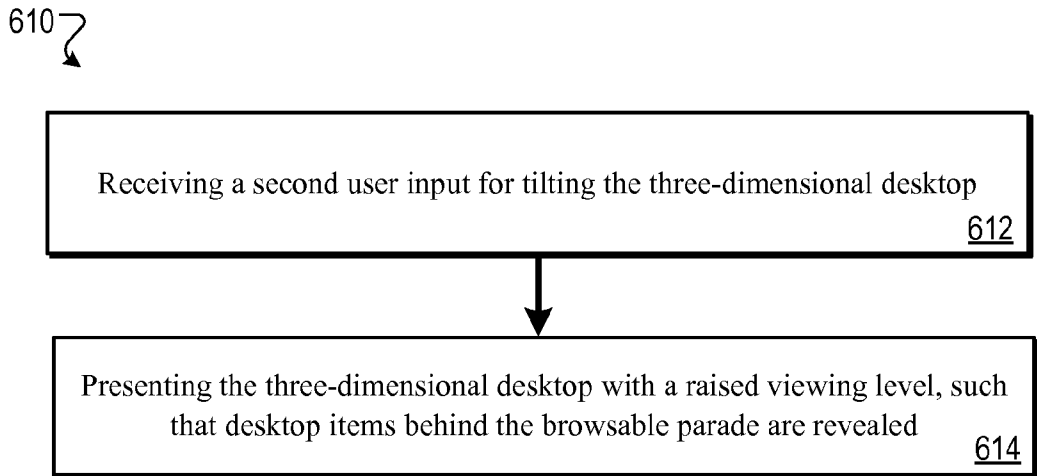 610
Receiving a second user input for tilting the three-dimensional desktop
612
Presenting the three-dimensional desktop with a raised viewing level, such
that desktop items behind the browsable parade are revealed
614